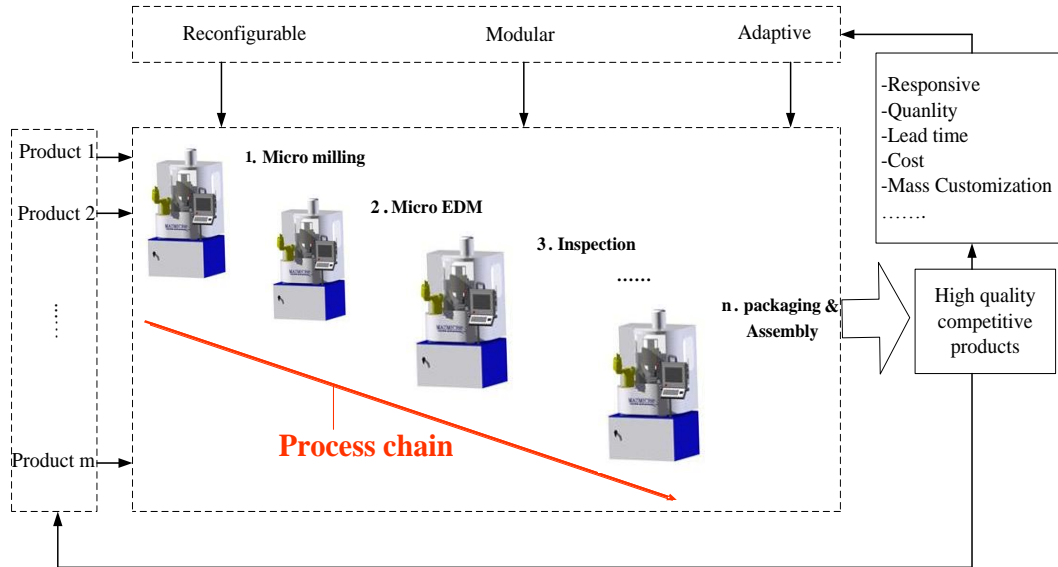 Reconfigurable
Modular
Adaptive
-Responsive
-Quanlity
-Lead time
-Cost
-Mass Customization
…….
Product 1
Product 2
……
Product m
1. Micro milling
2 . Micro EDM
3 . Inspection
……
n . packaging &
Assembly
High quality
competitive
products
Process chain